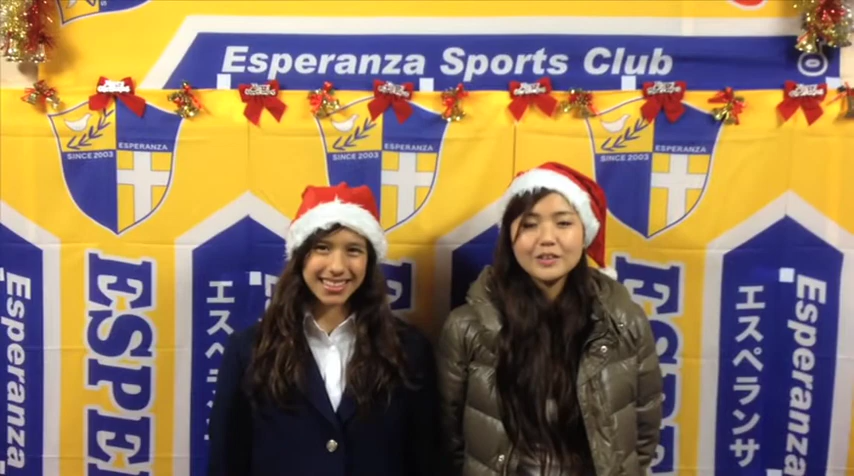 Esperanza Sports Club
SINCE 2003
ESPERANZA
SINCE 2003
ESPERANZA
SINCE 2003
ESPERANZA
Esperanza
ESPE
エスペラン
エスペランサ
Esperanza